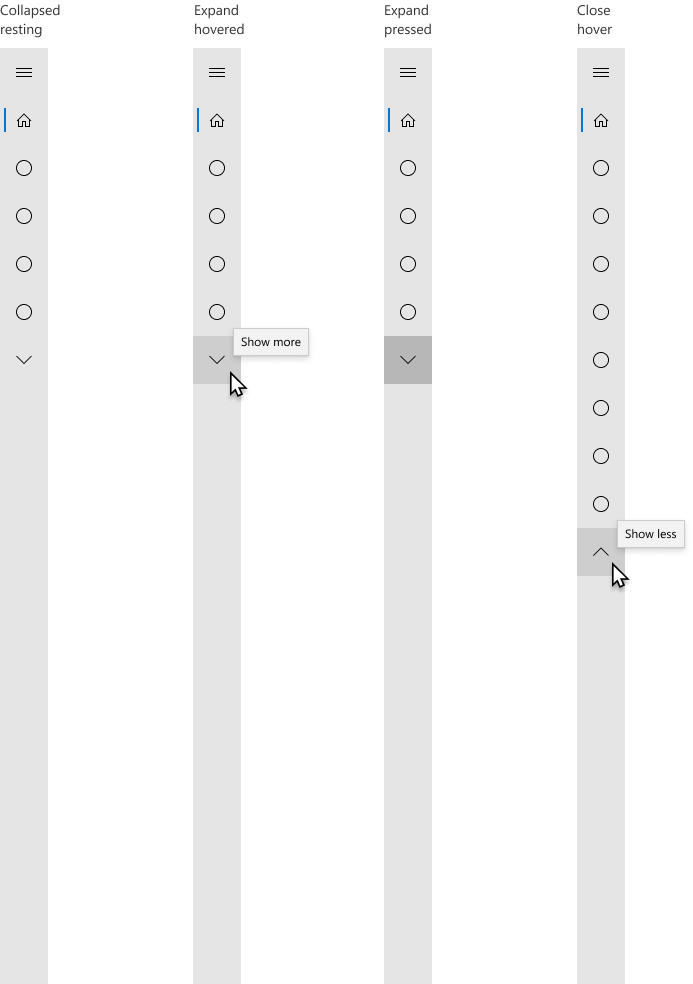 Collapsed
resting
Expand
hovered
Expand
pressed
Close
hover
Show more
Show less